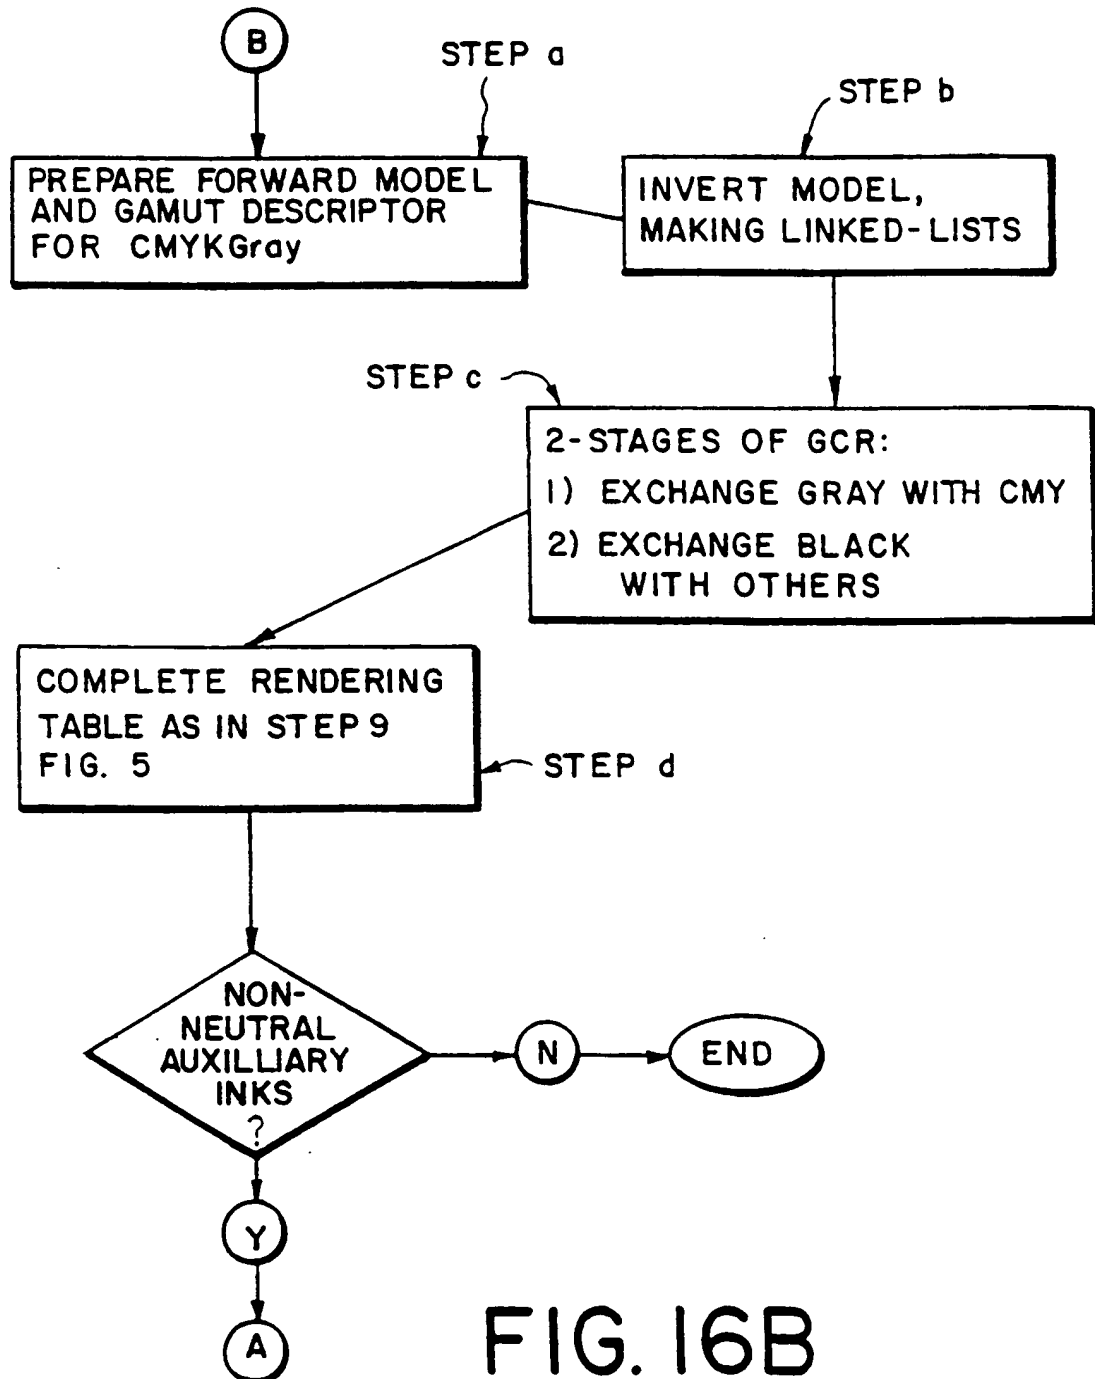 B
STEP a
STEP b
PREPARE FORWARD MODEL
AND GAMUT DESCRIPTOR
FOR CMYKGray
INVERT MODEL,
MAKING LINKED-LISTS
STEP c
2-STAGES OF GCR:
1) EXCHANGE GRAY WITH CMY
2) EXCHANGE BLACK
WITH OTHERS
COMPLETE RENDERING
TABLE AS IN STEP 9
FIG. 5
STEP d
NON-
NEUTRAL
AUXILLIARY
INKS
?
N
END
Y
A
FIG. 16B